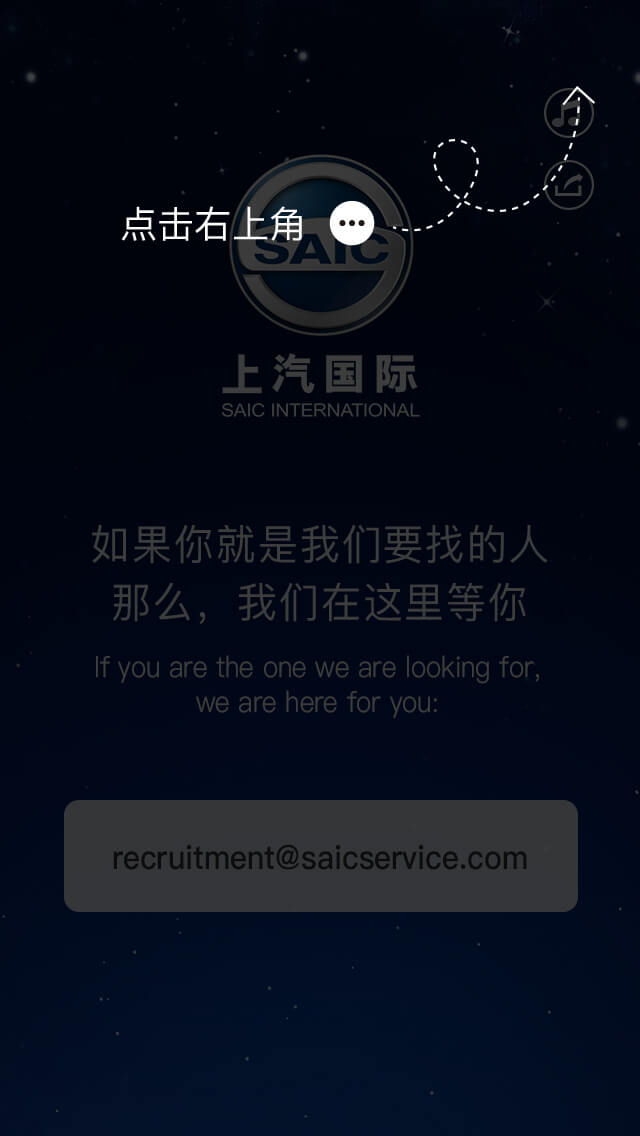 点击右上角
SAIC
上汽国际
SAIC INTERNATIONAL
如果你就是我们要找的人
那么，我们在这里等你
If you are the one we are looking for,
we are here for you:
recruitment@saicservice.com